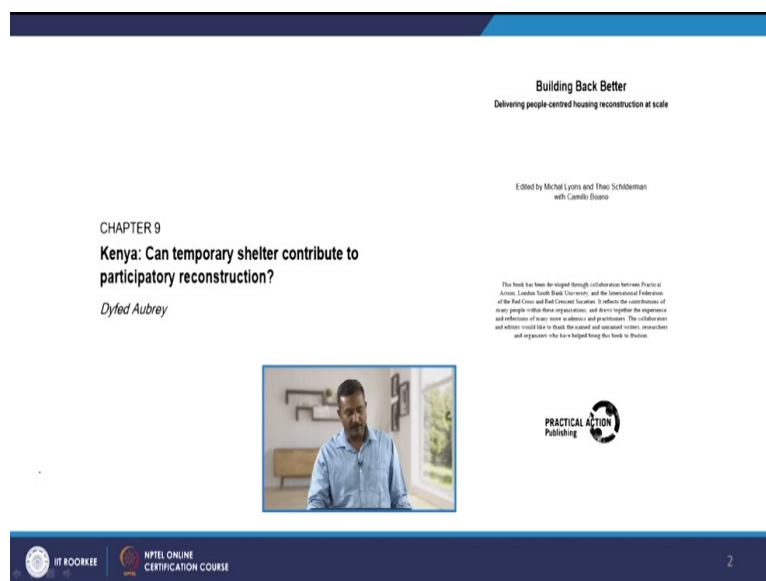 Building Back Better
Delivering people-centred housing reconstruction at scale
Edited by Michal Lyons and Theo Schilderman
with Camillo Boano
CHAPTER 9
Kenya: Can temporary shelter contribute to
participatory reconstruction?
Dyfed Aubrey
This book has been developed through collaboration between Practical
Action, London South Bank University, and the International Federation
of the Red Cross and Red Crescent Societies. It reflects the contributions of
many people within these organizations, and draws together the experience
and reflections of many more academics and practitioners. The collaborators
and editors would like to thank the named and unnamed writers, researchers
and organizers who have helped bring this book to fruition.
PRACTICAL ACTION
Publishing
IIT ROORKEE
NPTEL ONLINE
CERTIFICATION COURSE
2